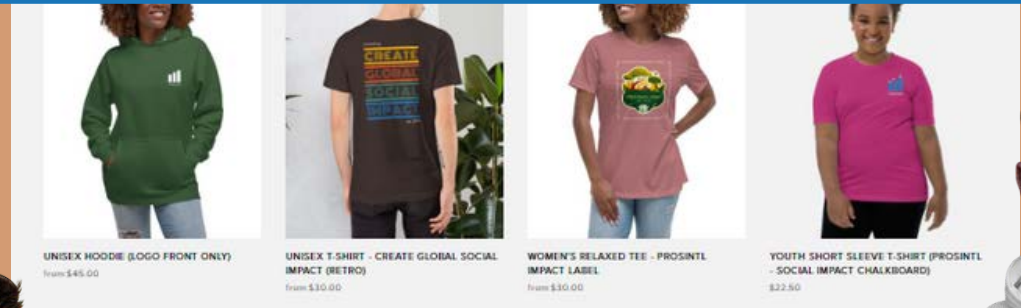 CREATE
GLOBAL
SOCIAL
IMPACT
UNISEX HOODIE (LOGO FRONT ONLY)
from $45.00
UNISEX T-SHIRT - CREATE GLOBAL SOCIAL
IMPACT (RETRO)
from $30.00
WOMEN'S RELAXED TEE - PROSINTL
IMPACT LABEL
from $30.00
YOUTH SHORT SLEEVE T-SHIRT (PROSINTL
- SOCIAL IMPACT CHALKBOARD)
$22.50